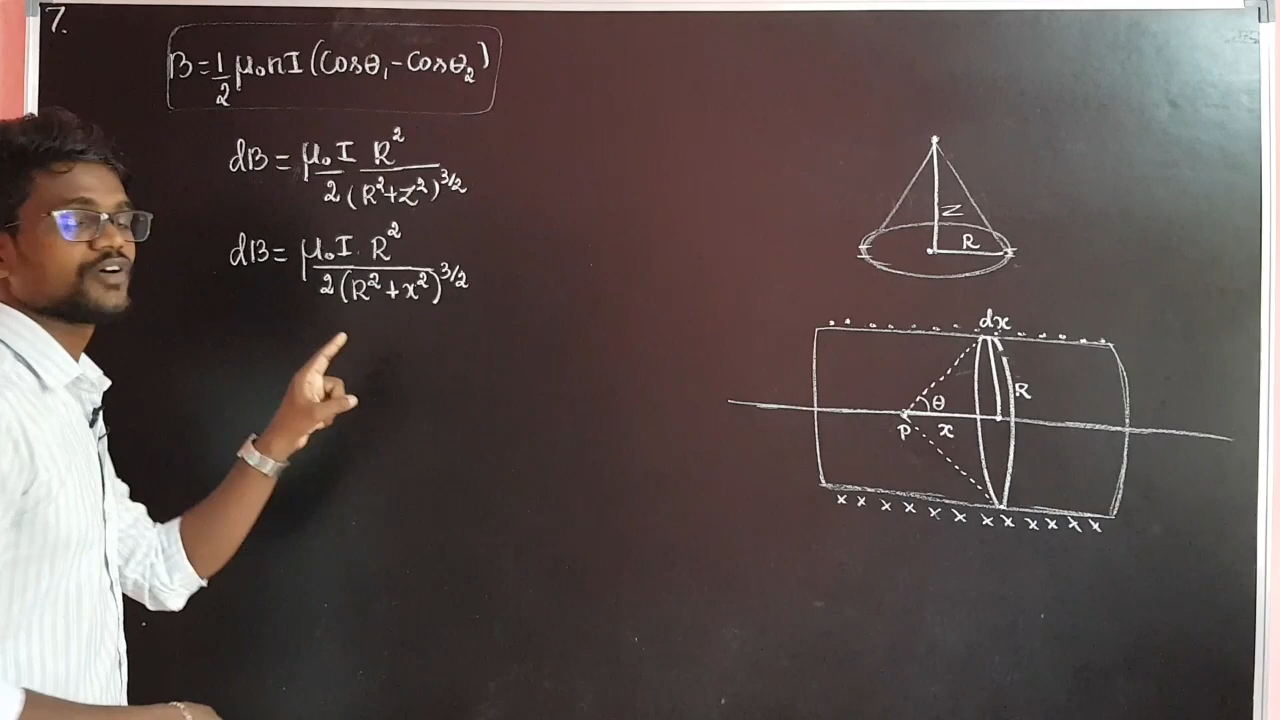 7.
B = 1/2 μ₀nI (Cosθ₁ - Cosθ₂)
dB = μ₀I/2 R²/(R²+Z²)^3/2
dB = μ₀I. R²/2(R²+x²)^3/2
Z
R
dx
R
θ
P
x
x x x x x x x x x x x x